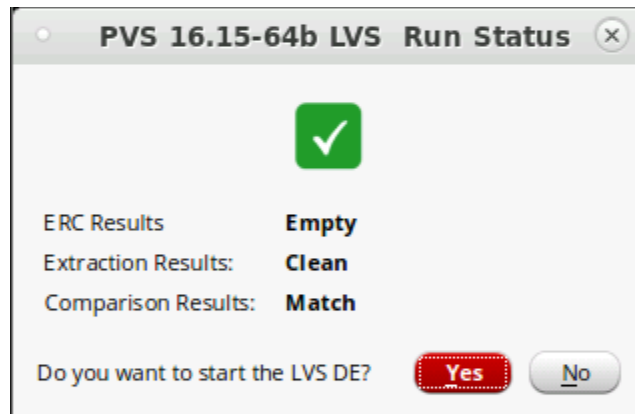 PVS 16.15-64b LVS Run Status
ERC Results Empty
Extraction Results: Clean
Comparison Results: Match
Do you want to start the LVS DE? Yes No